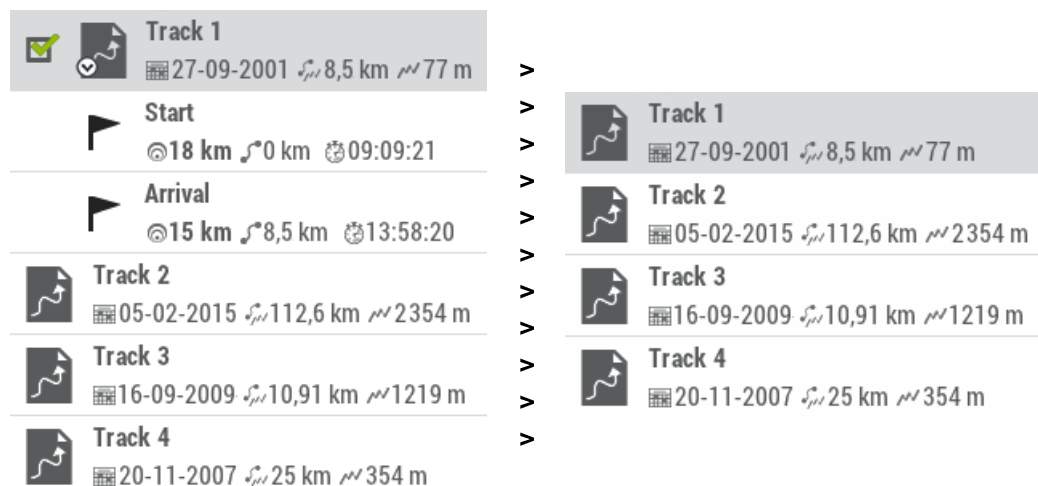 Track 1
27-09-2001 8,5 km 77 m
Start
18 km 0 km 09:09:21
Arrival
15 km 8,5 km 13:58:20
Track 2
05-02-2015 112,6 km 2354 m
Track 3
16-09-2009 10,91 km 1219 m
Track 4
20-11-2007 25 km 354 m
>
>
>
>
>
>
>
>
>
>
>
Track 1
27-09-2001 8,5 km 77 m
Track 2
05-02-2015 112,6 km 2354 m
Track 3
16-09-2009 10,91 km 1219 m
Track 4
20-11-2007 25 km 354 m